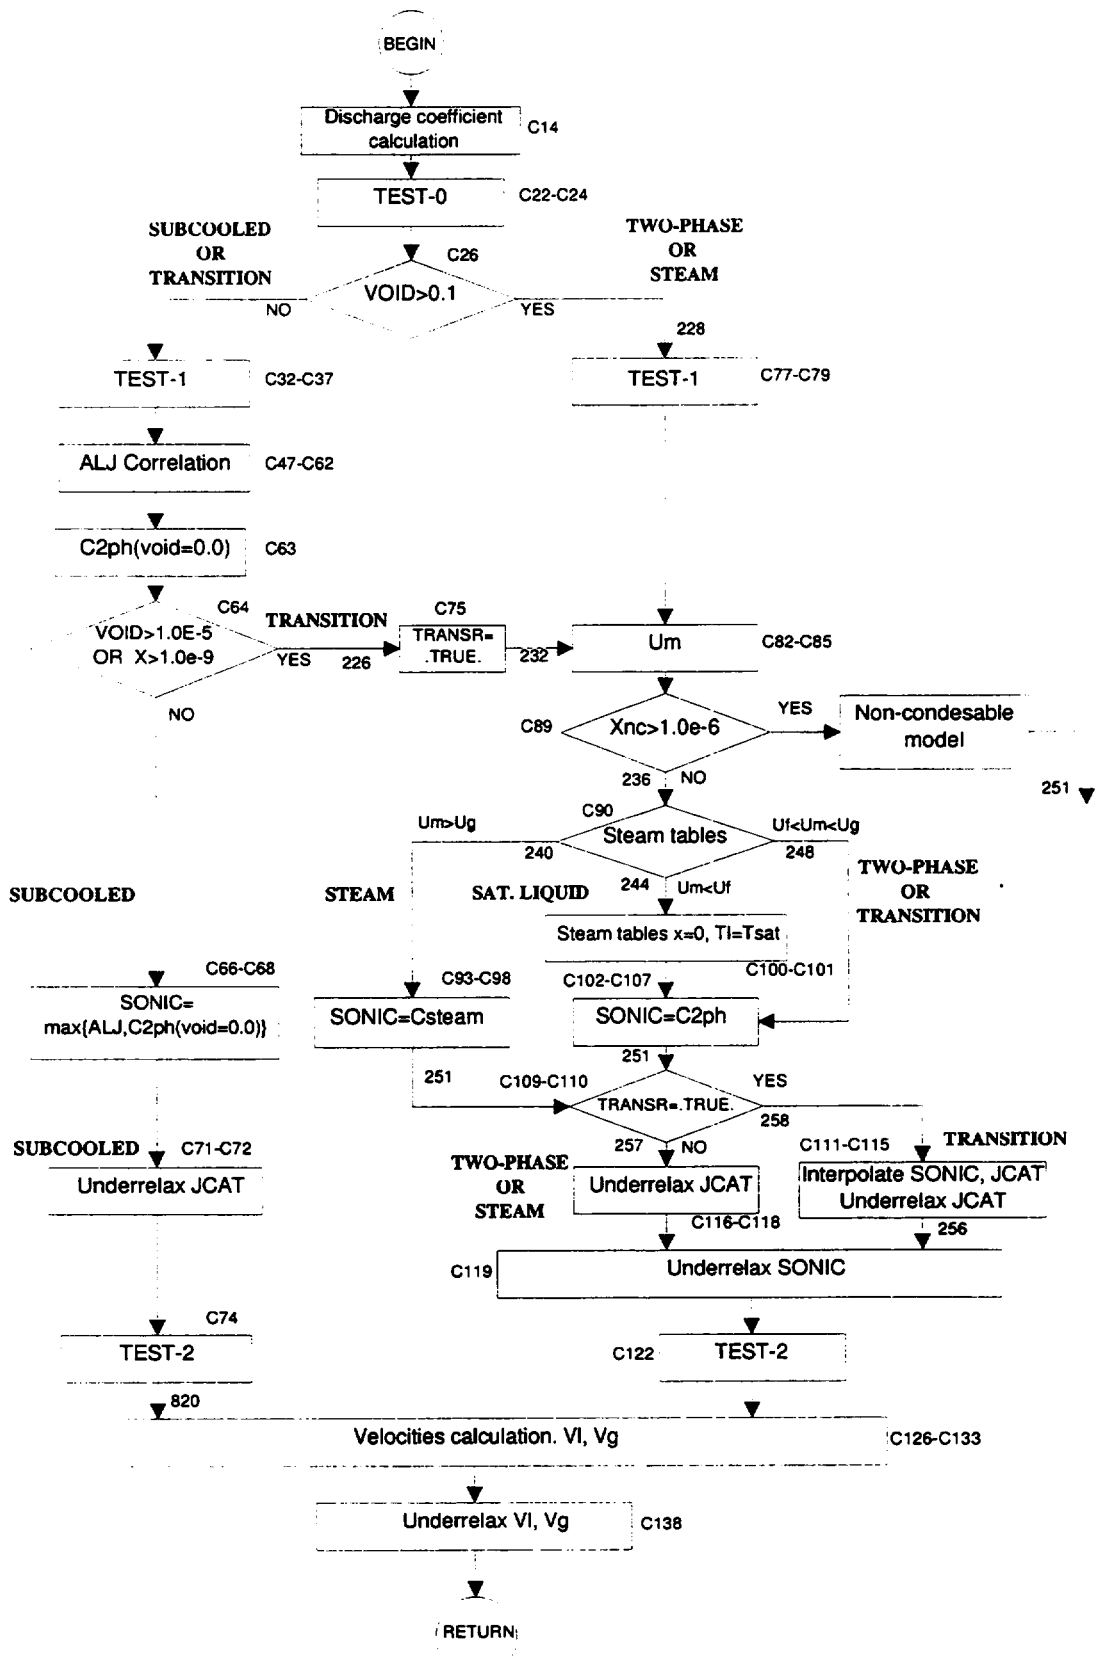 BEGIN
Discharge coefficient
calculation
C14
TEST-0
C22-C24
SUBCOOLED
OR
TRANSITION
TWO-PHASE
OR
STEAM
C26
VOID>0.1
NO
YES
228
TEST-1
C32-C37
TEST-1
C77-C79
ALJ Correlation
C47-C62
C2ph(void=0.0)
C63
C64
VOID>1.0E-5
OR X>1.0e-9
TRANSITION
YES
226
C75
TRANSR=
.TRUE.
232
Um
C82-C85
NO
C89
Xnc>1.0e-6
YES
Non-condesable
model
236
NO
251
C90
Um>Ug
Steam tables
Uf<Um<Ug
240
248
244
Um<Uf
SUBCOOLED
STEAM
SAT. LIQUID
TWO-PHASE
OR
TRANSITION
Steam tables x=0, Tl=Tsat
C100-C101
C66-C68
SONIC=
max{ALJ,C2ph(void=0.0)}
C93-C98
SONIC=Csteam
C102-C107
SONIC=C2ph
251
251
C109-C110
TRANSR=.TRUE.
YES
258
257
NO
SUBCOOLED
C71-C72
Underrelax JCAT
TWO-PHASE
OR
STEAM
Underrelax JCAT
C116-C118
C111-C115
TRANSITION
Interpolate SONIC, JCAT
Underrelax JCAT
256
C119
Underrelax SONIC
C74
TEST-2
C122
TEST-2
820
Velocities calculation. Vl, Vg
C126-C133
Underrelax Vl, Vg
C138
RETURN